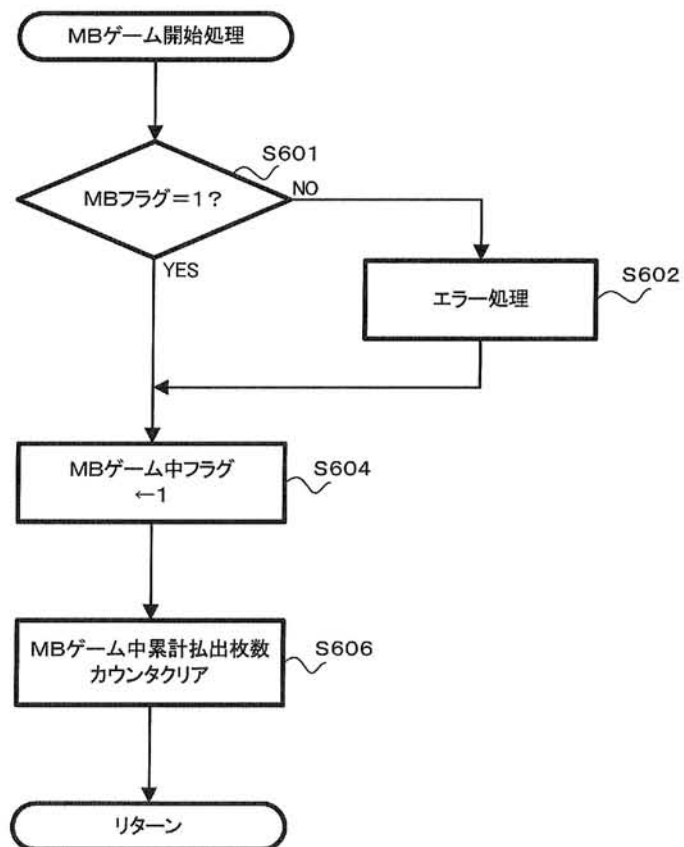 MBゲーム開始処理
S601
MBフラグ=1?
NO
YES
S602
エラー処理
MBゲーム中フラグ
←1
S604
MBゲーム中累計払出枚数
カウンタクリア
S606
リターン